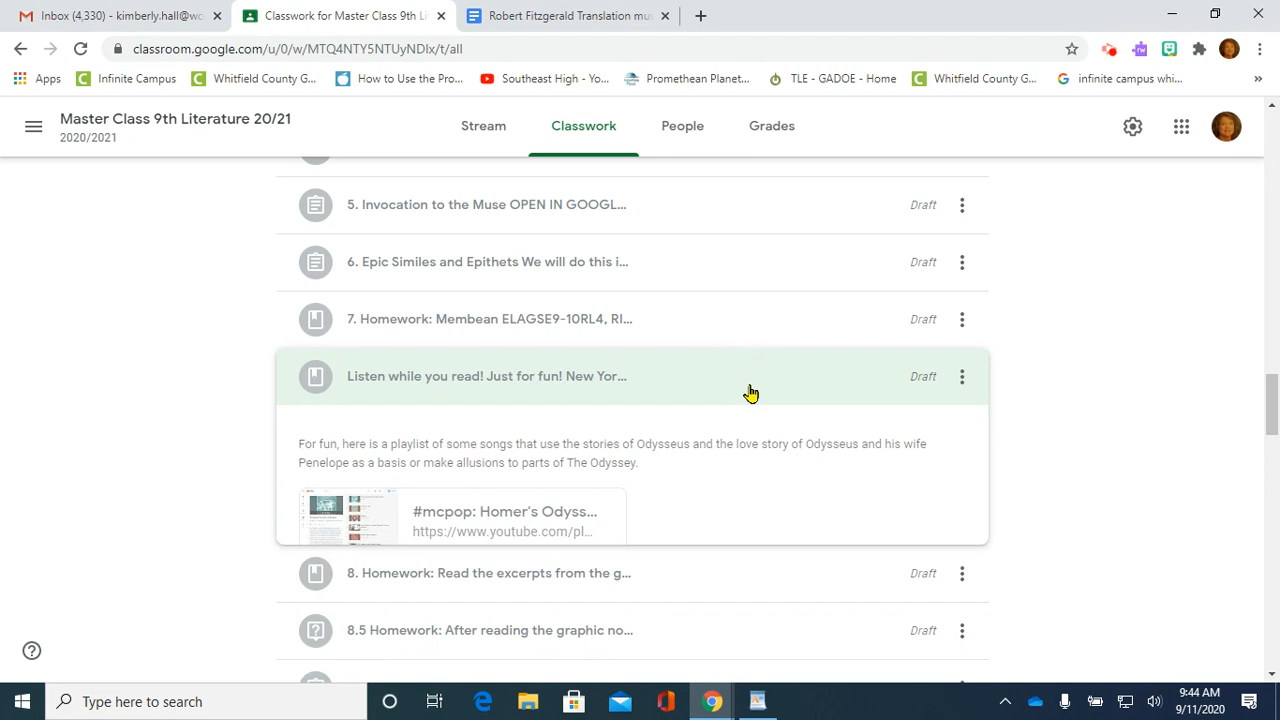 Inbox (4,330) - kimberly.hall@wcs
Classwork for Master Class 9th Lit
Robert Fitzgerald Translation mus
classroom.google.com/u/0/w/MTQ4NTY5NTUyNDIx/t/all
Apps
Infinite Campus
Whitfield County G...
How to Use the Pro...
Southeast High - Yo...
Promethean Planet...
TLE - GADOE - Home
Whitfield County G...
infinite campus whi...
»
Master Class 9th Literature 20/21
2020/2021
Stream
Classwork
People
Grades
5. Invocation to the Muse OPEN IN GOOGL...
Draft
6. Epic Similes and Epithets We will do this i...
Draft
7. Homework: Membean ELAGSE9-10RL4, RI...
Draft
Listen while you read! Just for fun! New Yor...
Draft
For fun, here is a playlist of some songs that use the stories of Odysseus and the love story of Odysseus and his wife
Penelope as a basis or make allusions to parts of The Odyssey.
#mcpop: Homer's Odyss...
https://www.youtube.com/pl...
8. Homework: Read the excerpts from the g...
Draft
8.5 Homework: After reading the graphic no...
Draft
Type here to search
9:44 AM
9/11/2020